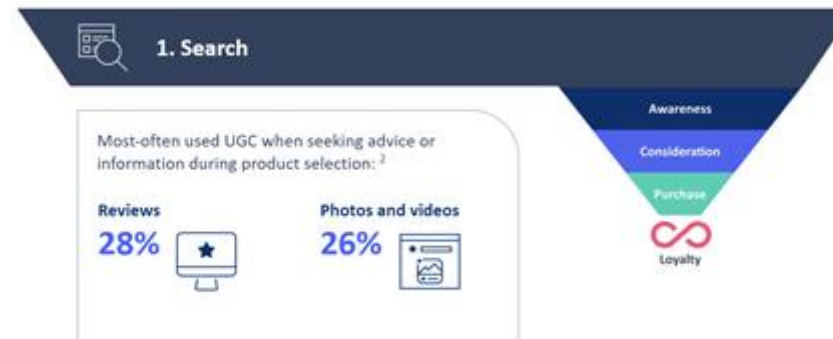 1. Search
Awareness
Consideration
Purchase
Loyalty
Most-often used UGC when seeking advice or
information during product selection: 2
Reviews
28%
Photos and videos
26%